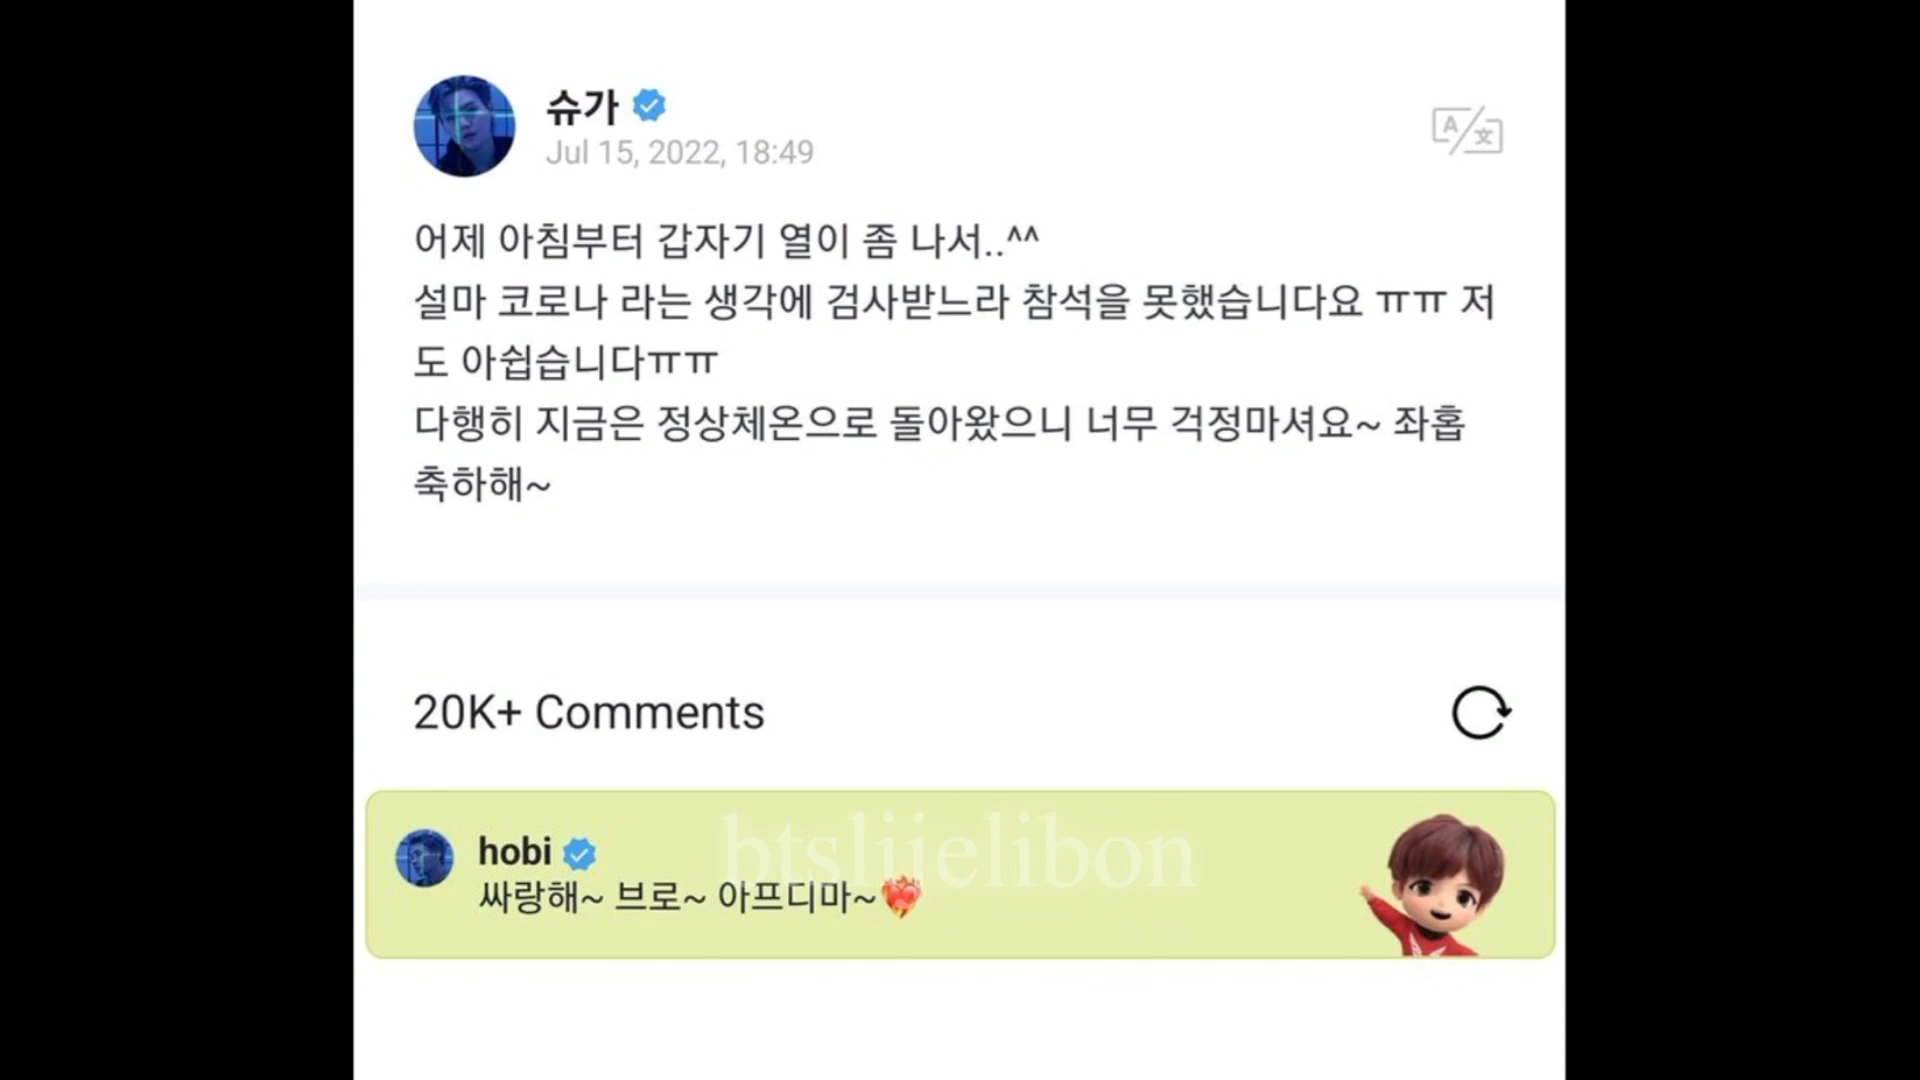 슈가
Jul 15, 2022, 18:49
A/文
어제 아침부터 갑자기 열이 좀 나서..^^
설마 코로나 라는 생각에 검사받느라 참석을 못했습니다요 ㅠㅠ 저
도 아쉽습니다ㅠㅠ
다행히 지금은 정상체온으로 돌아왔으니 너무 걱정마셔요~ 좌홉
축하해~
20K+ Comments
btslijelibon
hobi
싸랑해~ 브로~ 아프디마~❤️‍🔥